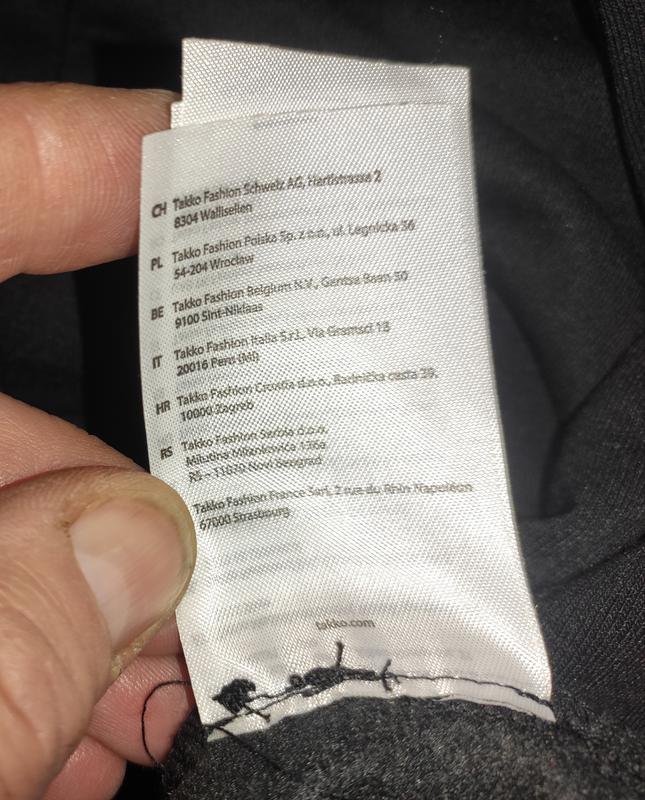 CH Takko Fashion Schweiz AG, Hertistrasse 2
8304 Wallisellen
PL Takko Fashion Polska Sp. z o.o., ul. Legnicka 56
54-204 Wrocław
BE Takko Fashion Belgium N.V., Gentse Baan 50
9100 Sint-Niklaas
IT Takko Fashion Italia S.r.l. Via Gramsci 18
20016 Pero (MI)
HR Takko Fashion Croatia d.o.o., Radnička cesta 39,
10000 Zagreb
RS Takko Fashion Serbia d.o.o.
Milutina Milankovića 136a
RS – 11070 Novi Beograd
Takko Fashion France Sarl, 2 rue du Rhin Napoléon
67000 Strasbourg
takko.com